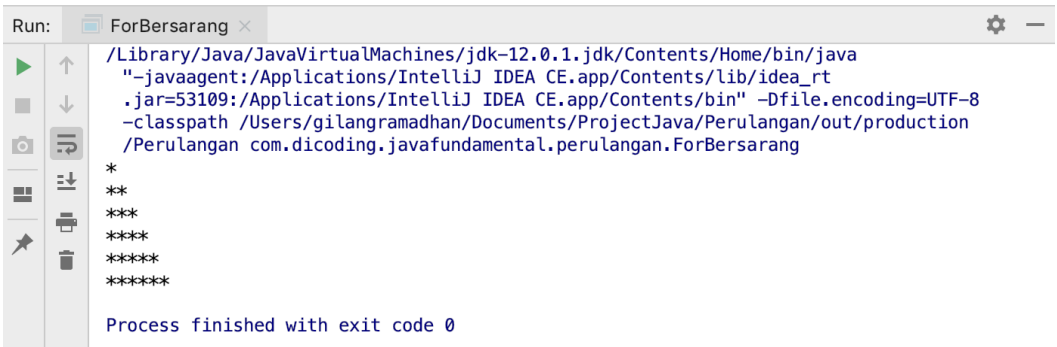 Run: ForBersarang
/Library/Java/JavaVirtualMachines/jdk-12.0.1.jdk/Contents/Home/bin/java
"-javaagent:/Applications/IntelliJ IDEA CE.app/Contents/lib/idea_rt
.jar=53109:/Applications/IntelliJ IDEA CE.app/Contents/bin" -Dfile.encoding=UTF-8
-classpath /Users/gilangramadhan/Documents/ProjectJava/Perulangan/out/production
/Perulangan com.dicoding.javafundamental.perulangan.ForBersarang
*
**
***
****
*****
******
Process finished with exit code 0